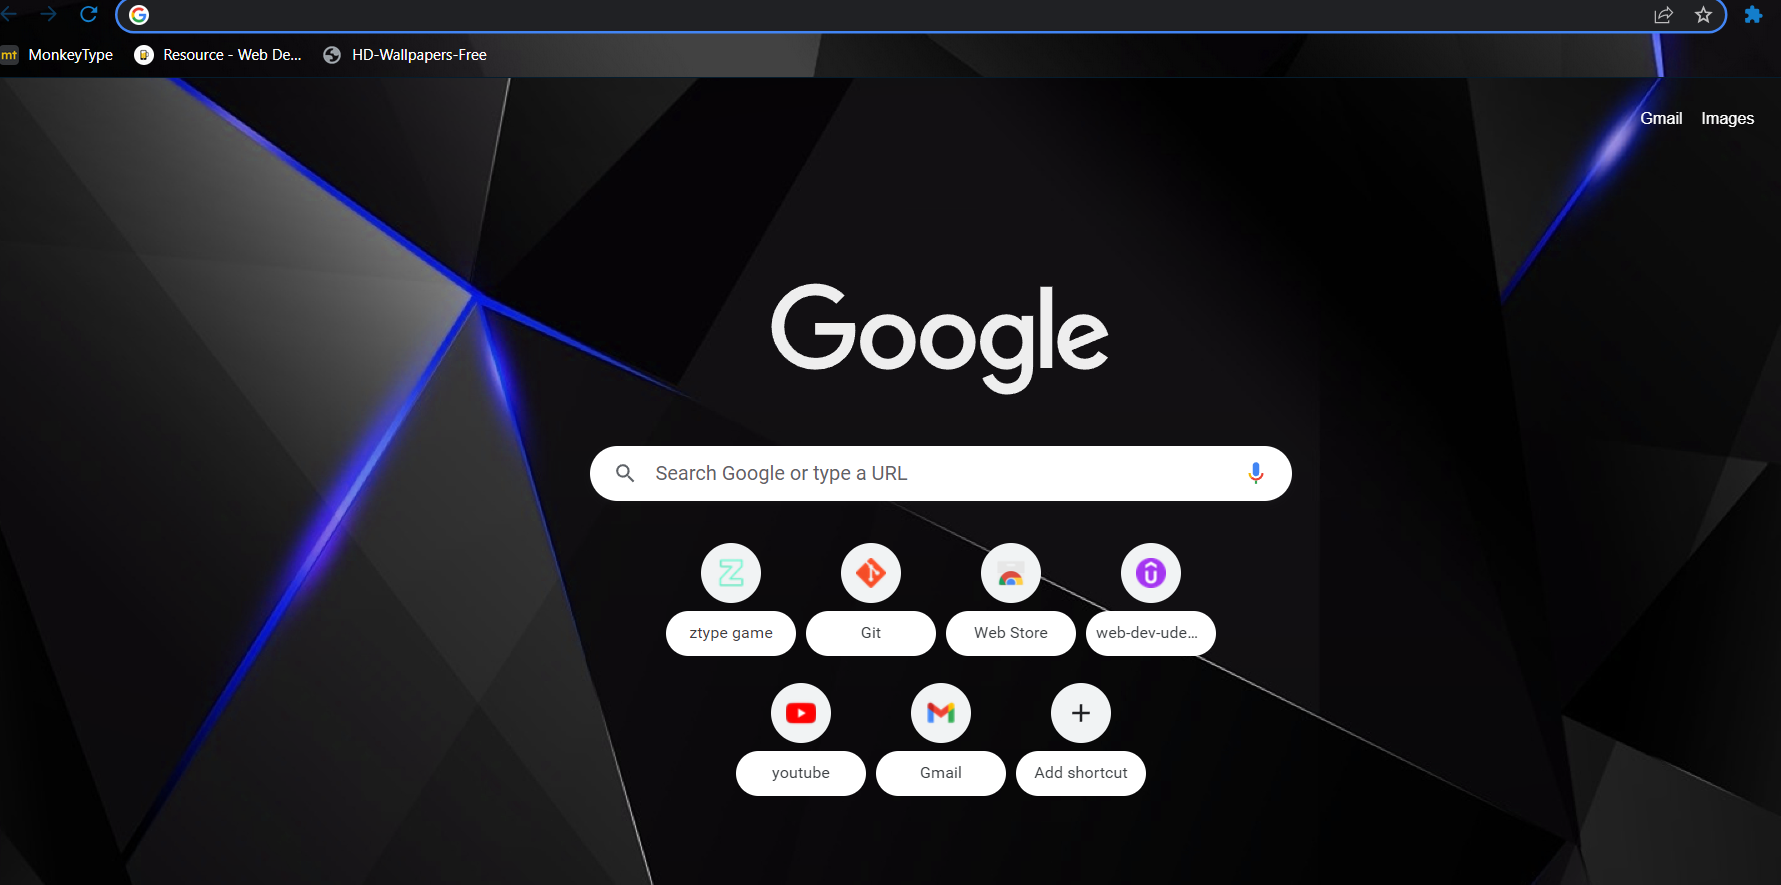 mt MonkeyType Resource - Web De... HD-Wallpapers-Free
Gmail Images
Google
Search Google or type a URL
ztype game Git Web Store web-dev-ude...
youtube Gmail Add shortcut